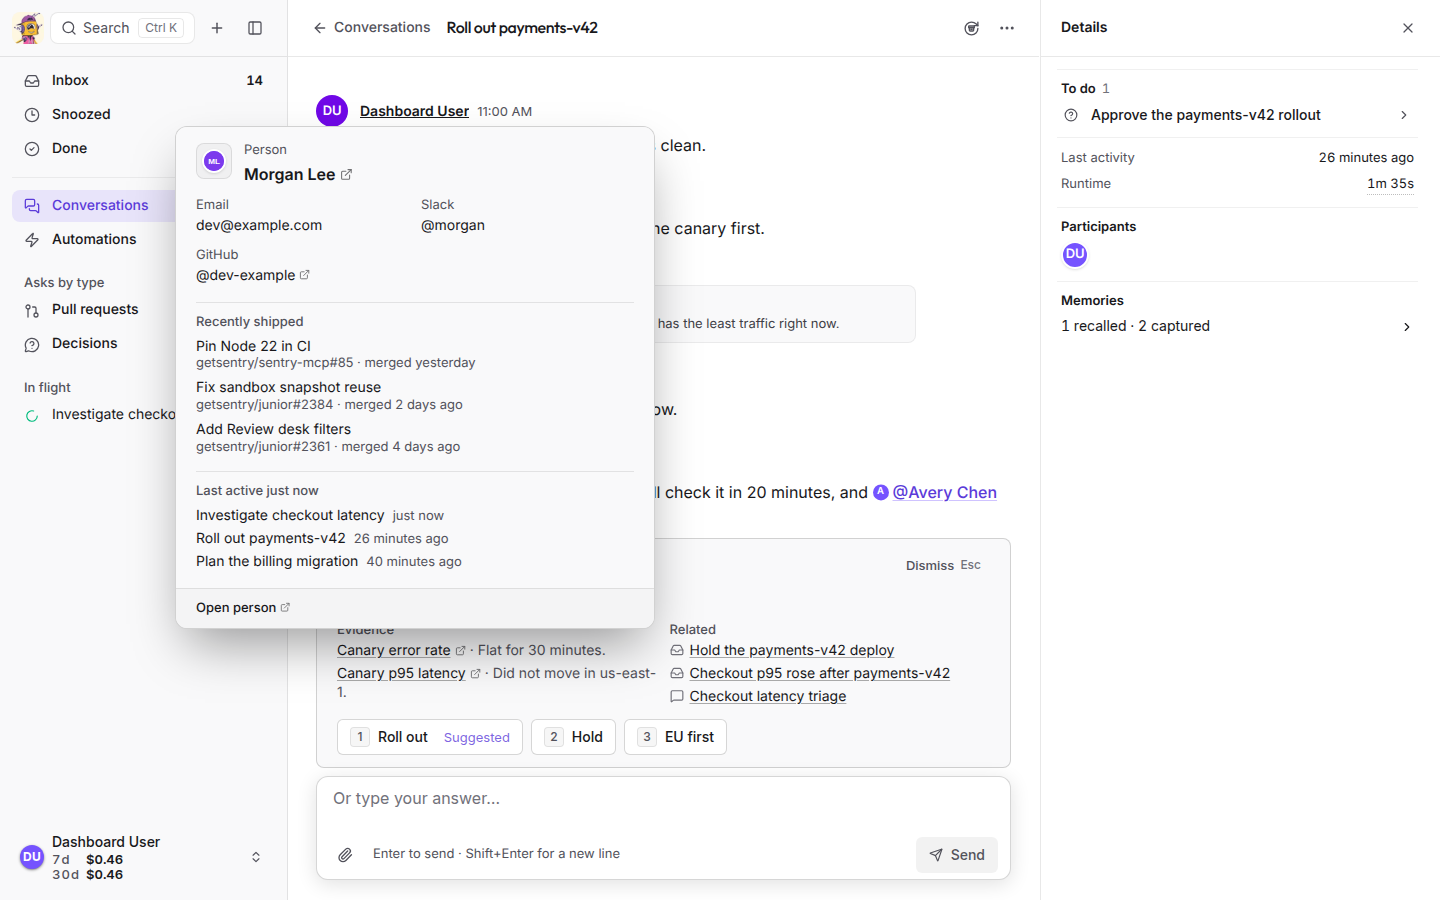 Search Ctrl K
Inbox 14
Snoozed
Done
Conversations
Automations
Asks by type
Pull requests
Decisions
In flight
Investigate checko
DU Dashboard User
7d $0.46
30d $0.46
Conversations Roll out payments-v42
DU Dashboard User 11:00 AM
clean.
ne canary first.
has the least traffic right now.
ow.
ll check it in 20 minutes, and A @Avery Chen
Person
ML Morgan Lee
Email
dev@example.com
Slack
@morgan
GitHub
@dev-example
Recently shipped
Pin Node 22 in CI
getsentry/sentry-mcp#85 · merged yesterday
Fix sandbox snapshot reuse
getsentry/junior#2384 · merged 2 days ago
Add Review desk filters
getsentry/junior#2361 · merged 4 days ago
Last active just now
Investigate checkout latency just now
Roll out payments-v42 26 minutes ago
Plan the billing migration 40 minutes ago
Open person
Dismiss Esc
Evidence
Canary error rate · Flat for 30 minutes.
Canary p95 latency · Did not move in us-east-
1.
Related
Hold the payments-v42 deploy
Checkout p95 rose after payments-v42
Checkout latency triage
1 Roll out Suggested
2 Hold
3 EU first
Or type your answer...
Enter to send · Shift+Enter for a new line
Send
Details
To do 1
Approve the payments-v42 rollout
Last activity 26 minutes ago
Runtime 1m 35s
Participants
DU
Memories
1 recalled · 2 captured